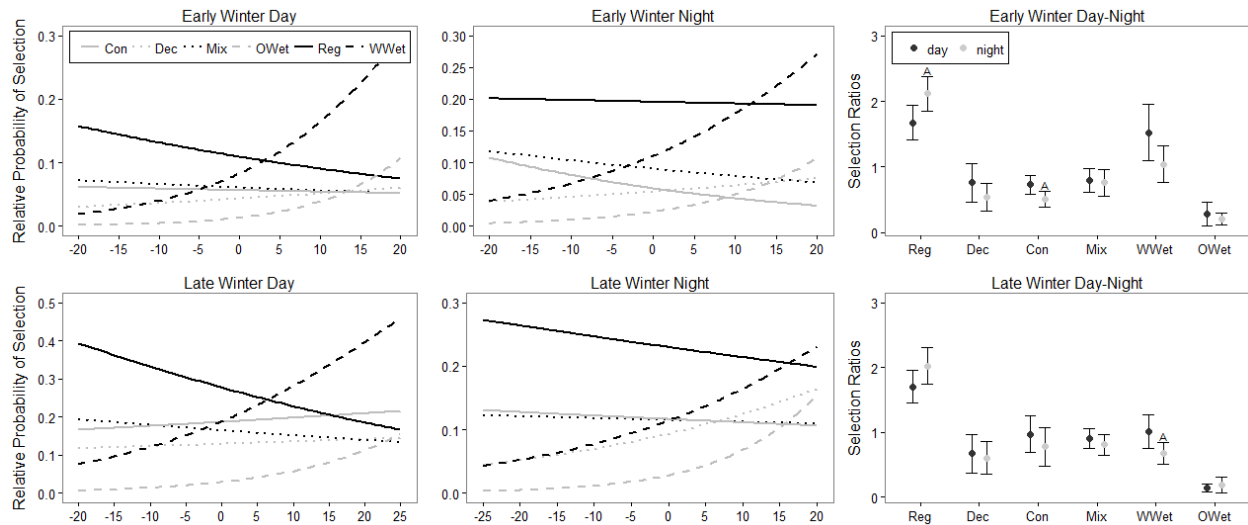 Early Winter Day
Relative Probability of Selection
0.3
0.2
0.1
0.0
Con Dec Mix OWet Reg WWet
-20 -15 -10 -5 0 5 10 15 20
Early Winter Night
0.30
0.25
0.20
0.15
0.10
0.05
0.00
-20 -15 -10 -5 0 5 10 15 20
Early Winter Day-Night
Selection Ratios
3
2
1
0
day night
A
A
Reg Dec Con Mix WWet OWet
Late Winter Day
Relative Probability of Selection
0.5
0.4
0.3
0.2
0.1
0.0
-20 -15 -10 -5 0 5 10 15 20 25
Late Winter Night
0.3
0.2
0.1
0.0
-25 -20 -15 -10 -5 0 5 10 15 20
Late Winter Day-Night
Selection Ratios
3
2
1
0
A
Reg Dec Con Mix WWet OWet